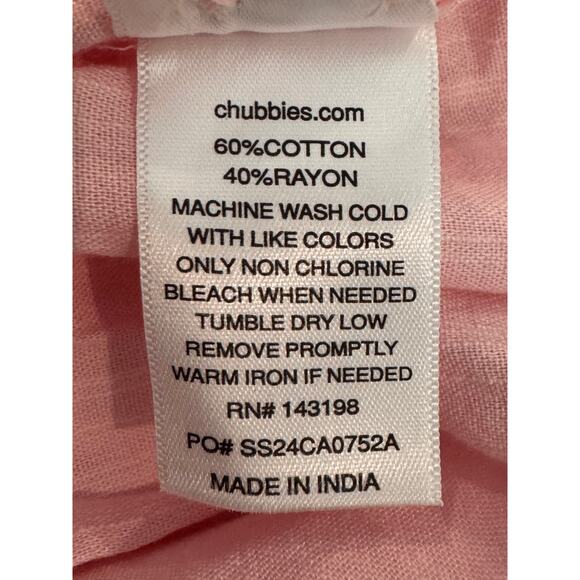 chubbies.com
60%COTTON
40%RAYON
MACHINE WASH COLD
WITH LIKE COLORS
ONLY NON CHLORINE
BLEACH WHEN NEEDED
TUMBLE DRY LOW
REMOVE PROMPTLY
WARM IRON IF NEEDED
RN# 143198
PO# SS24CA0752A
MADE IN INDIA